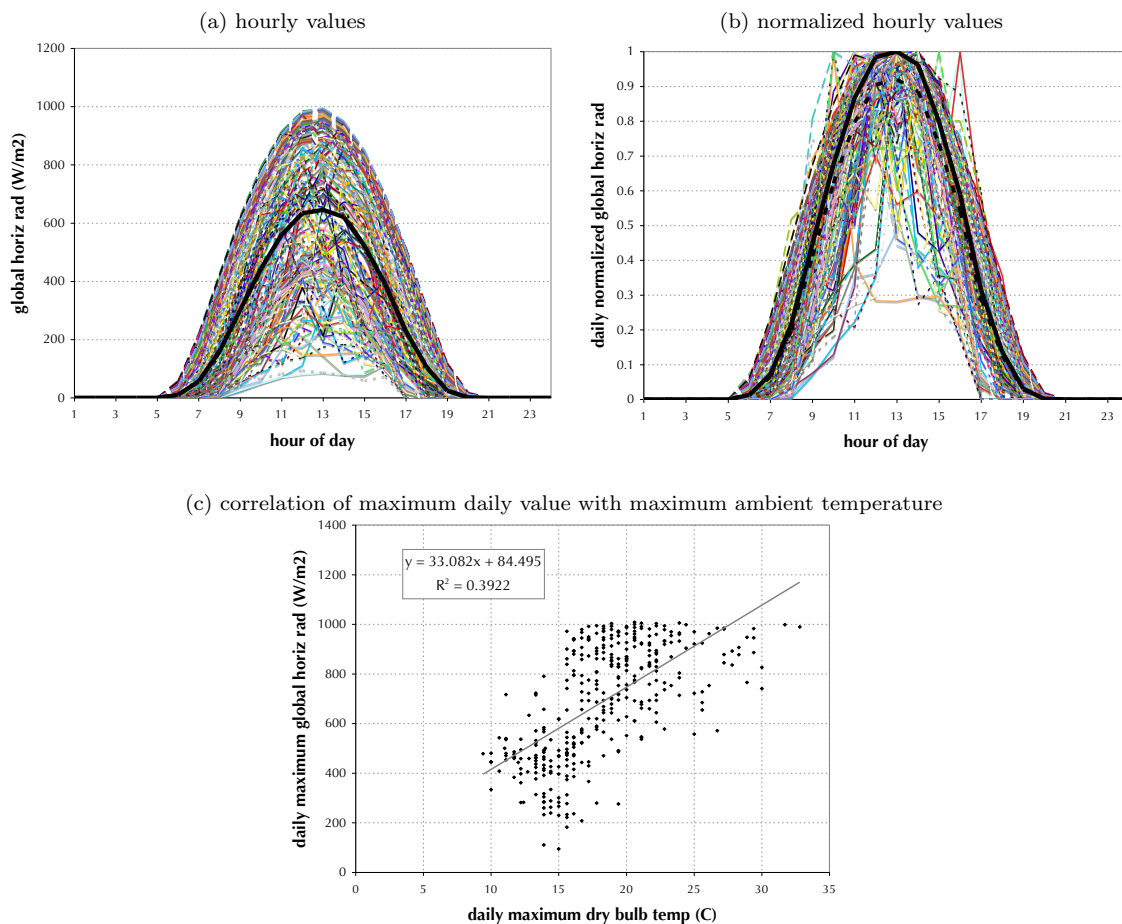 (a) hourly values
1200
1000
800
600
400
200
0
global horiz rad (W/m2)
1 3 5 7 9 11 13 15 17 19 21 23
hour of day
(b) normalized hourly values
1
0.9
0.8
0.7
0.6
0.5
0.4
0.3
0.2
0.1
0
daily normalized global horiz rad
1 3 5 7 9 11 13 15 17 19 21 23
hour of day
(c) correlation of maximum daily value with maximum ambient temperature
1400
1200
1000
800
600
400
200
0
daily maximum global horiz rad (W/m2)
y = 33.082x + 84.495
R² = 0.3922
0 5 10 15 20 25 30 35
daily maximum dry bulb temp (C)